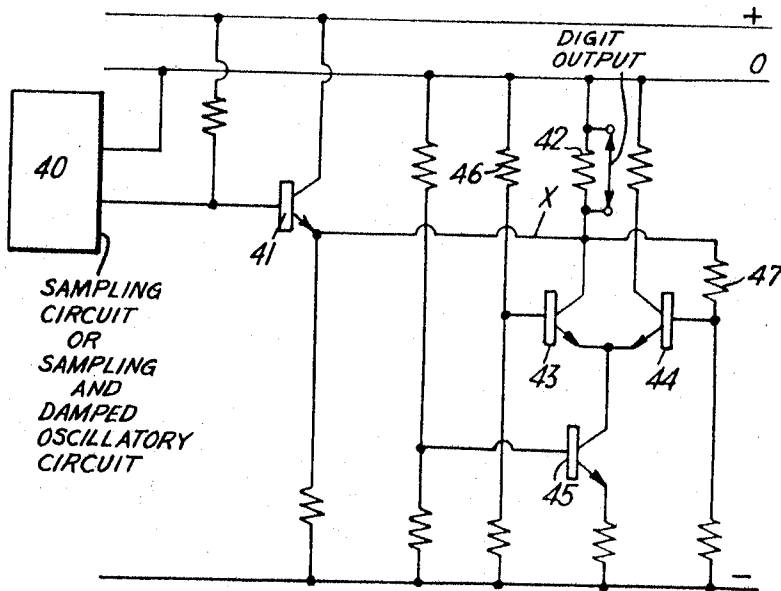 +
DIGIT
OUTPUT
0
40
42
46
X
41
47
SAMPLING
CIRCUIT
OR
SAMPLING
AND
DAMPED
OSCILLATORY
CIRCUIT
43
44
45
−